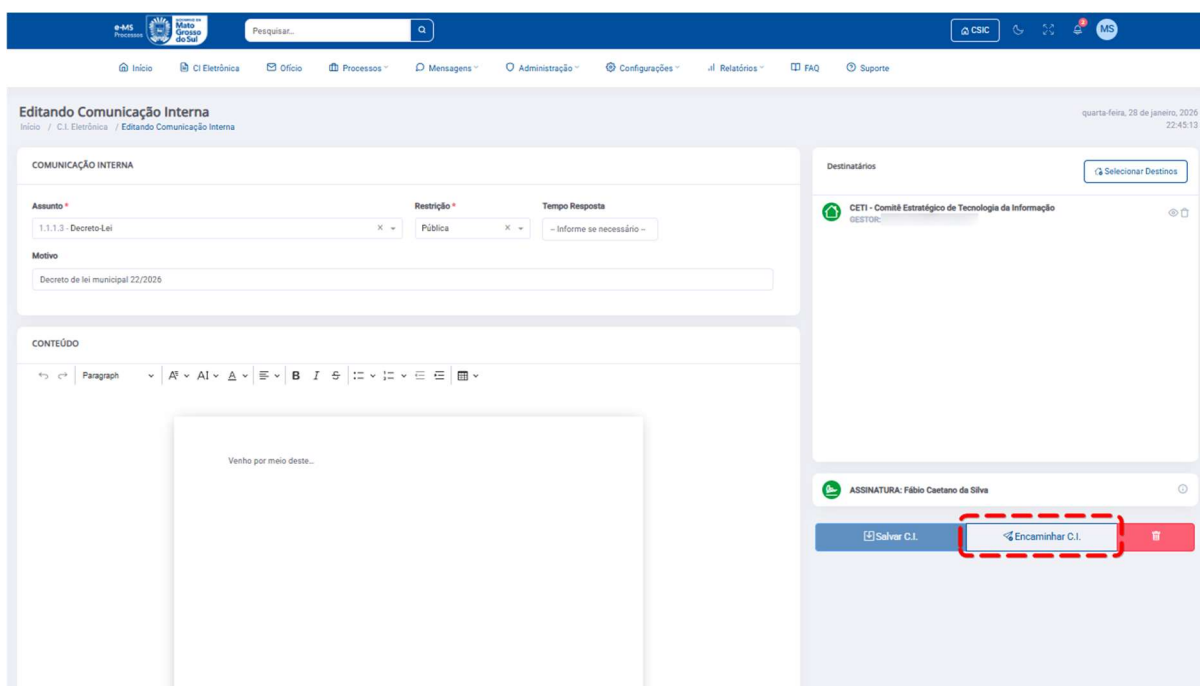 e-MS
Processos
GOVERNO DE
Mato
Grosso
do Sul
Pesquisar...
CSIC
2
MS
Início
CI Eletrônica
Ofício
Processos
Mensagens
Administração
Configurações
Relatórios
FAQ
Suporte
Editando Comunicação Interna
Início / C.I. Eletrônica / Editando Comunicação Interna
quarta-feira, 28 de janeiro, 2026
22:45:13
COMUNICAÇÃO INTERNA
Assunto *
Restrição *
Tempo Resposta
1.1.1.3 - Decreto-Lei
Pública
-- Informe se necessário --
Motivo
Decreto de lei municipal 22/2026
CONTEÚDO
Paragraph
Venho por meio deste...
Destinatários
Selecionar Destinos
CETI - Comitê Estratégico de Tecnologia da Informação
GESTOR:
ASSINATURA: Fábio Caetano da Silva
Salvar C.I.
Encaminhar C.I.